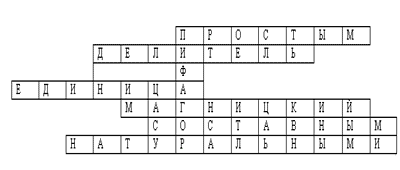 ПРОСТЫМ
ДЕЛИТЕЛЬ
Ф
ЕДИНИЦА
МАГНИЦКИЙ
СОСТАВНЫМ
НАТУРАЛЬНЫМИ